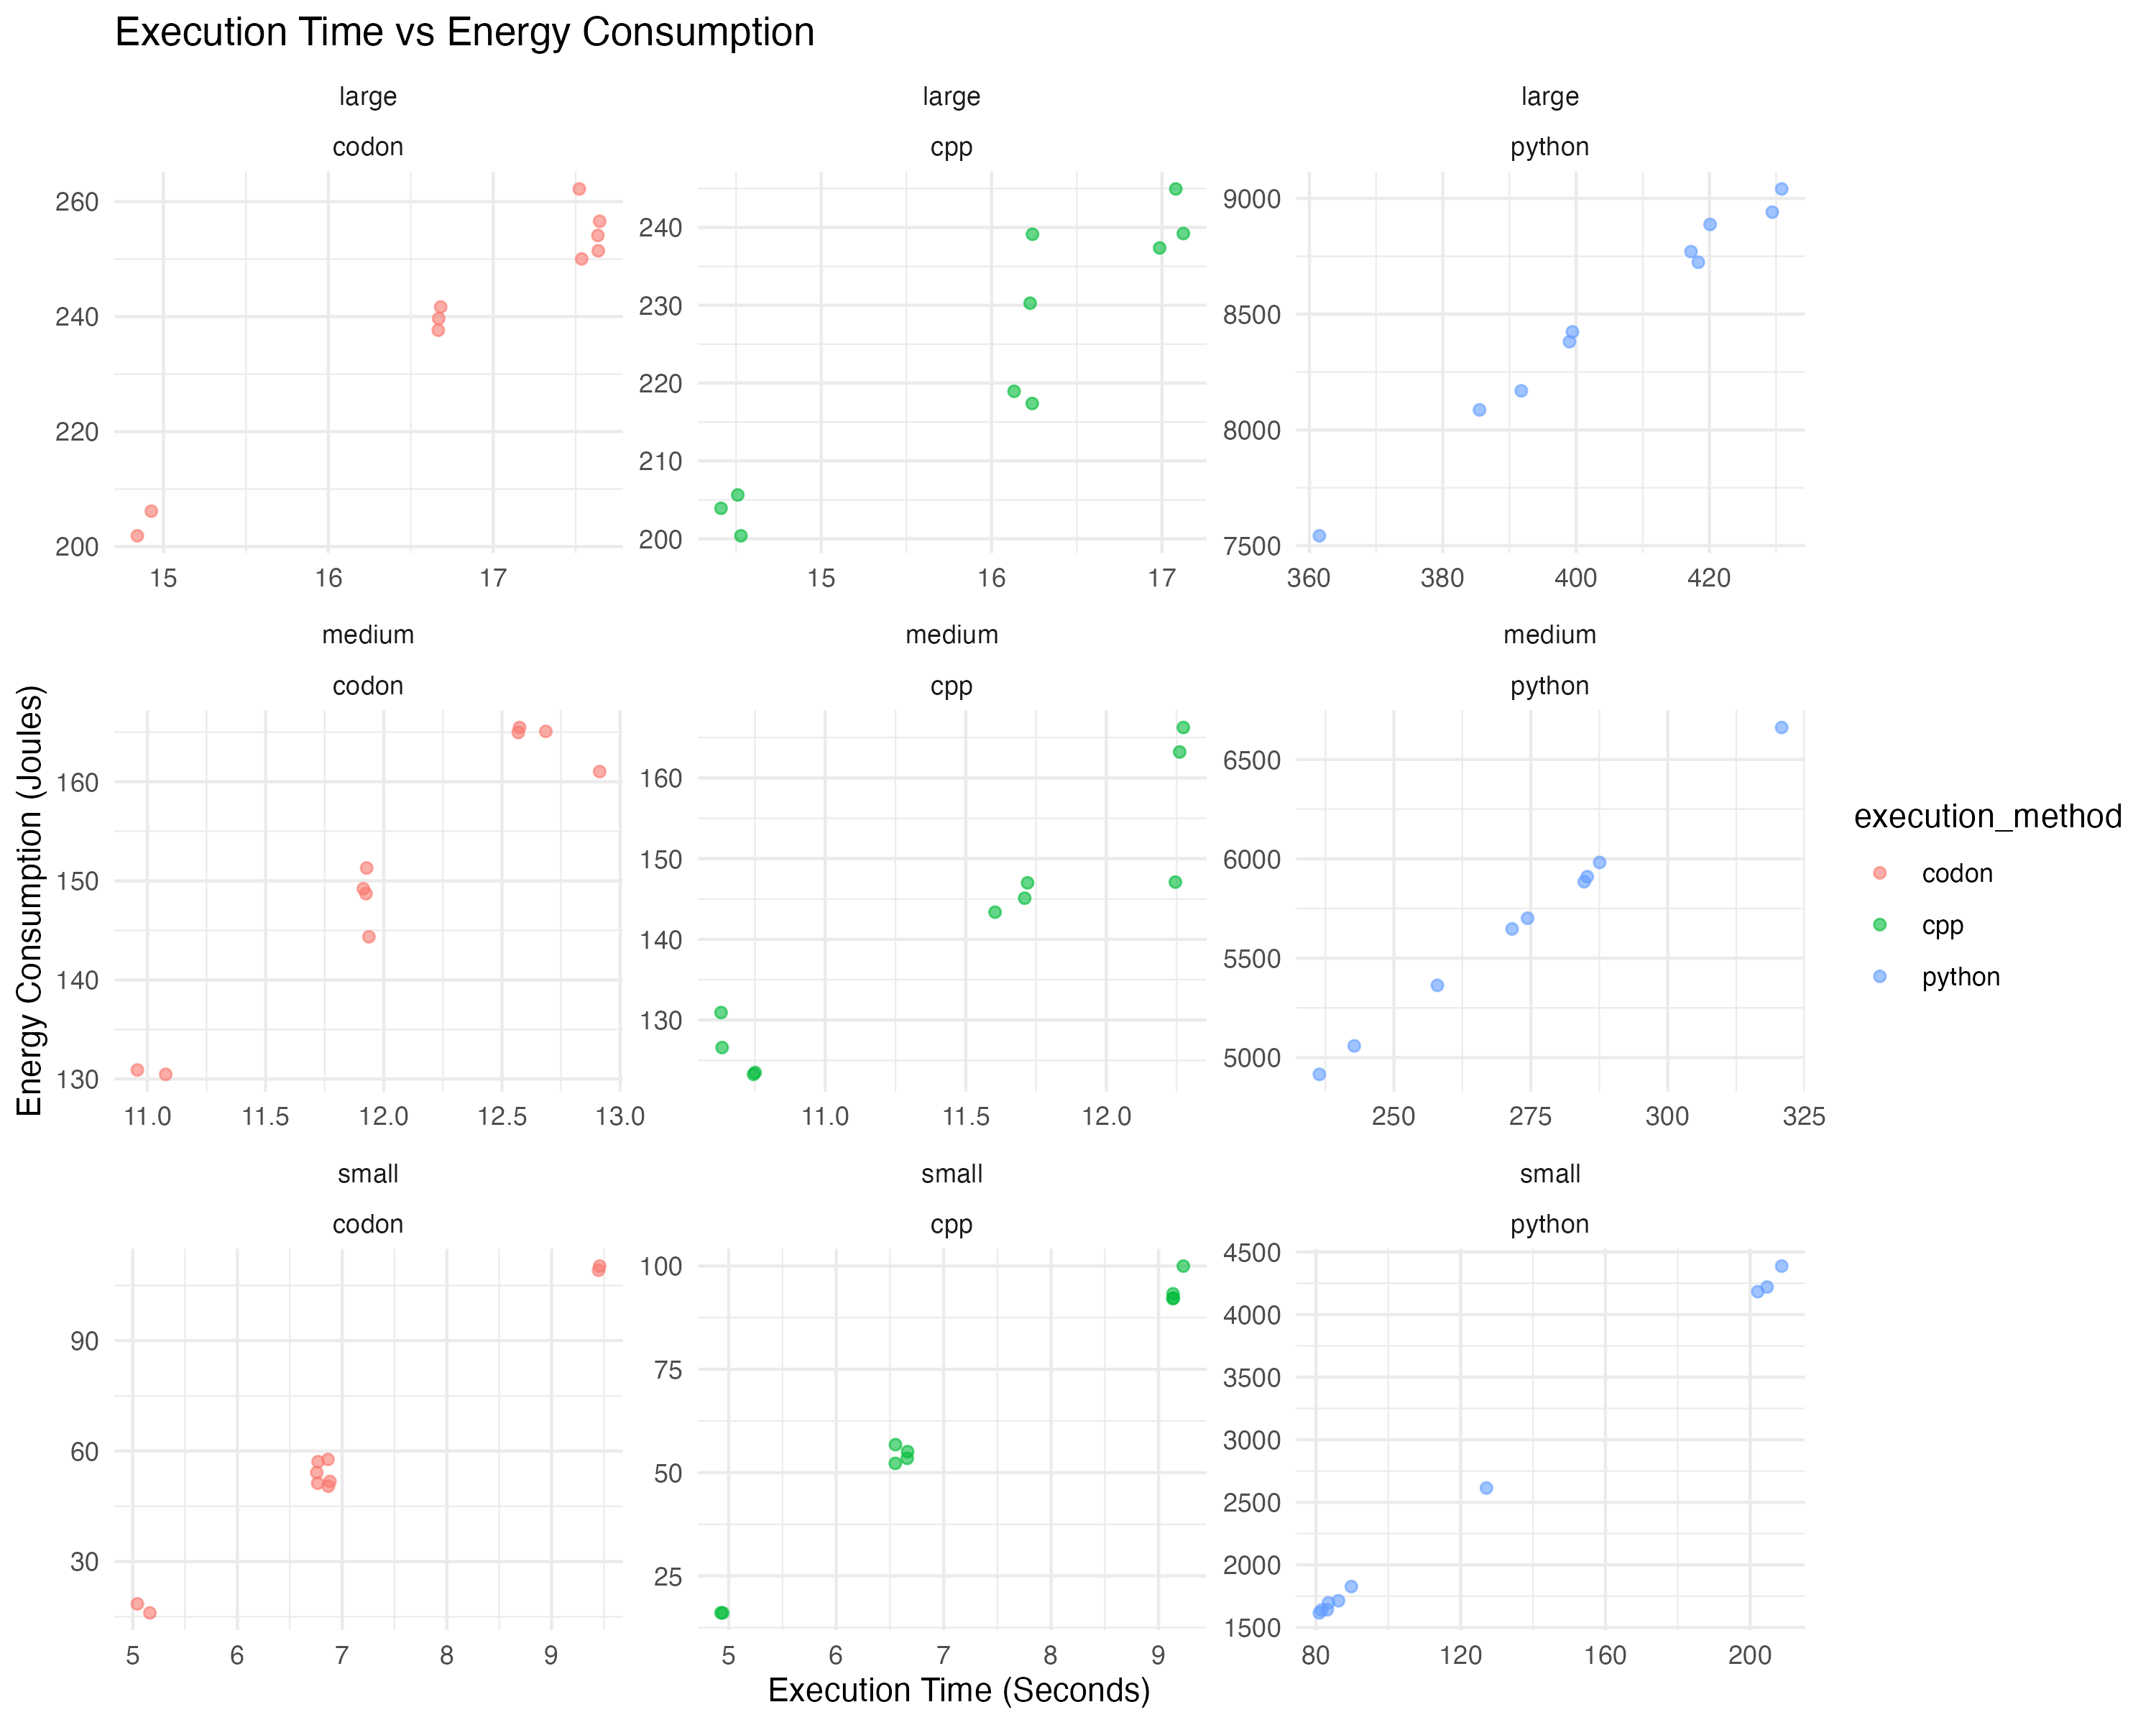 Execution Time vs Energy Consumption
large large large
codon cpp python
260
240
220
200
15 16 17
240
230
220
210
200
15 16 17
9000
8500
8000
7500
360 380 400 420
medium medium medium
codon cpp python
160
150
140
130
11.0 11.5 12.0 12.5 13.0
160
150
140
130
11.0 11.5 12.0
6500
6000
5500
5000
250 275 300 325
small small small
codon cpp python
90
60
30
5 6 7 8 9
100
75
50
25
5 6 7 8 9
4500
4000
3500
3000
2500
2000
1500
80 120 160 200
Energy Consumption (Joules)
Execution Time (Seconds)
execution_method
codon
cpp
python